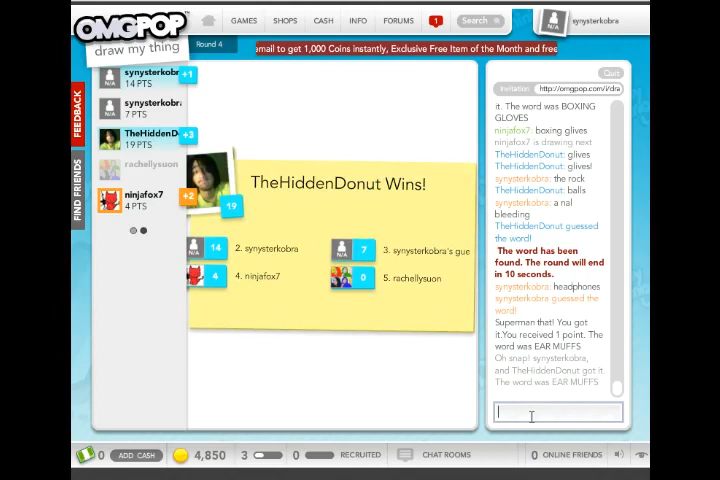 OMGPOP
GAMES SHOPS CASH INFO FORUMS 1 Search synysterkobra
draw my thing
Round 4
email to get 1,000 Coins instantly, Exclusive Free Item of the Month and free
FEEDBACK
FIND FRIENDS
N/A synysterkobr +1
14 PTS
N/A synysterkobr
7 PTS
TheHiddenD +3
19 PTS
rachellysuon
ninjafox7 +2
4 PTS
TheHiddenDonut Wins!
19
N/A 14 2. synysterkobra
N/A 7 3. synysterkobra's gue
4 4. ninjafox7
0 5. rachellysuon
Quit
Invitation http://omgpop.com/i/dra
it. The word was BOXING
GLOVES
ninjafox7: boxing glives
ninjafox7 is drawing next
TheHiddenDonut: glives
TheHiddenDonut: glives!
synysterkobra: the rock
TheHiddenDonut: balls
synysterkobra: a nal
bleeding
TheHiddenDonut guessed
the word!
The word has been
found. The round will end
in 10 seconds.
synysterkobra: headphones
synysterkobra guessed the
word!
Superman that! You got
it.You received 1 point. The
word was EAR MUFFS
Oh snap! synysterkobra,
and TheHiddenDonut got it.
The word was EAR MUFFS
0 ADD CASH 4,850 3 0 RECRUITED CHAT ROOMS 0 ONLINE FRIENDS